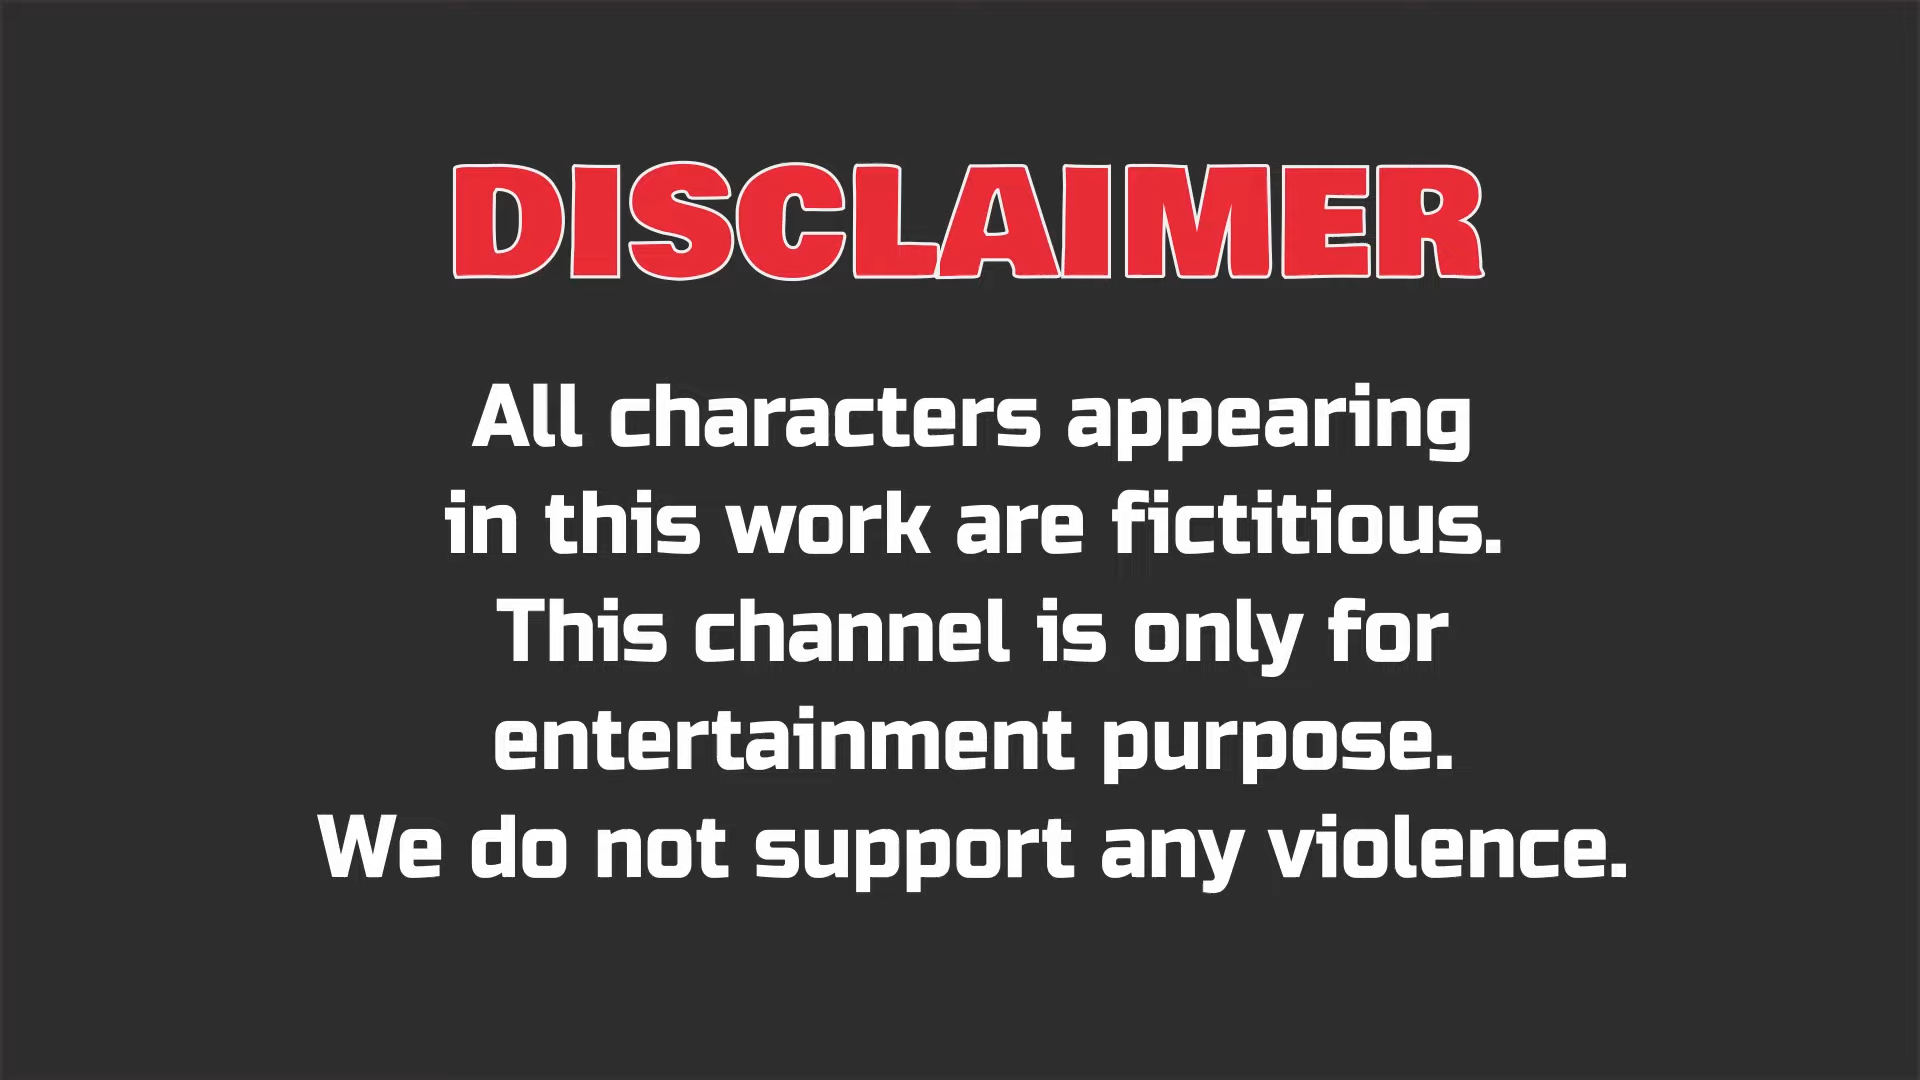 DISCLAIMER
All characters appearing
in this work are fictitious.
This channel is only for
entertainment purpose.
We do not support any violence.